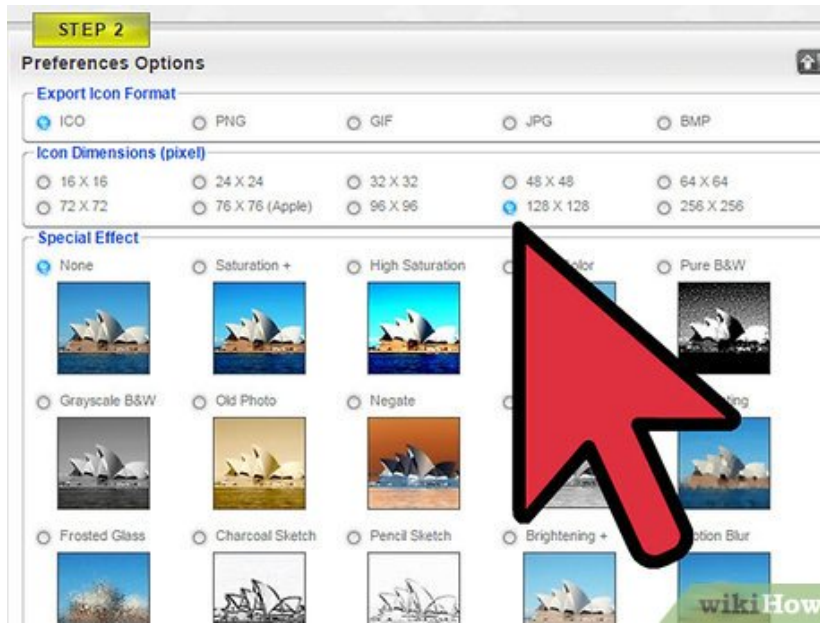 STEP 2
Preferences Options
Export Icon Format
ICO PNG GIF JPG BMP
Icon Dimensions (pixel)
16 X 16 24 X 24 32 X 32 48 X 48 64 X 64
72 X 72 76 X 76 (Apple) 96 X 96 128 X 128 256 X 256
Special Effect
None Saturation + High Saturation Pure B&W
Grayscale B&W Old Photo Negate
Frosted Glass Charcoal Sketch Pencil Sketch Brightening + Blur
wikiHow